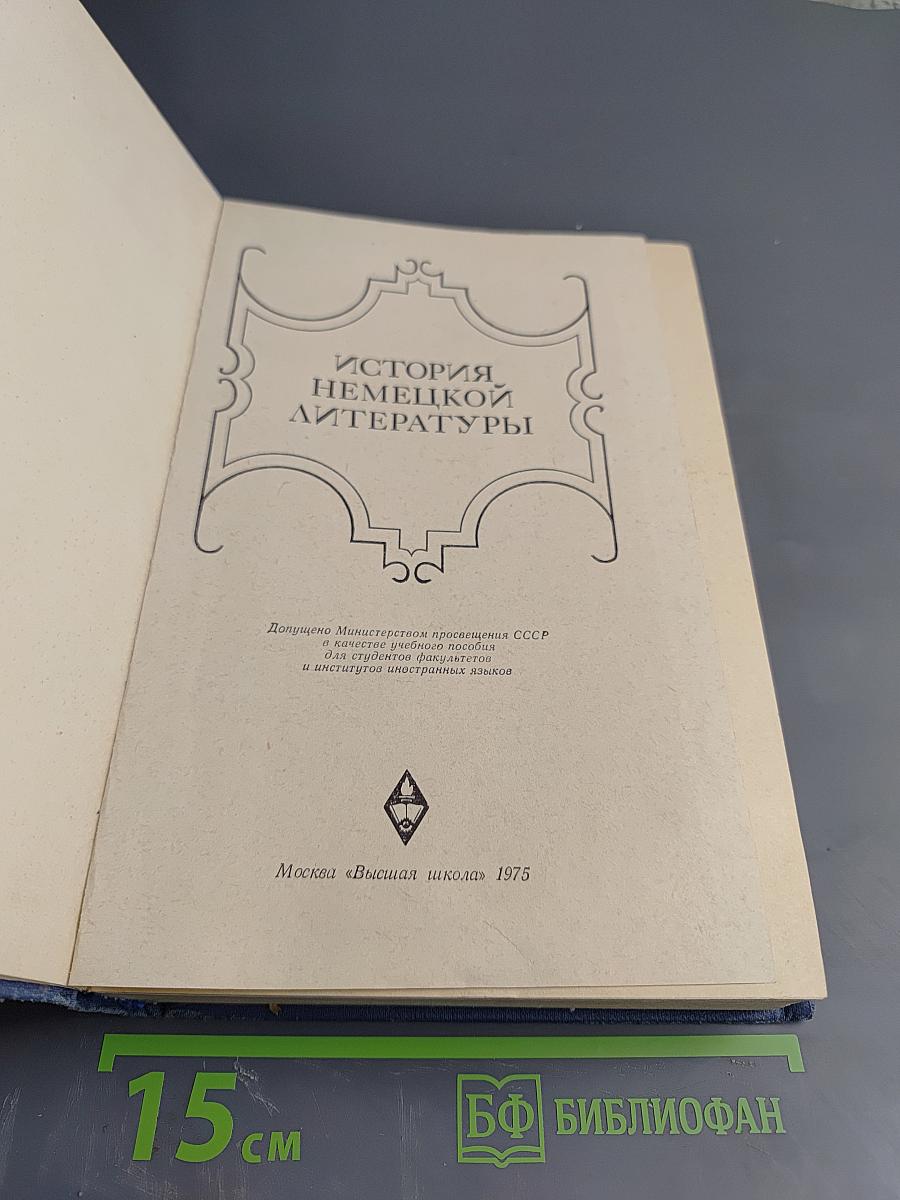 ИСТОРИЯ
НЕМЕЦКОЙ
ЛИТЕРАТУРЫ
Допущено Министерством просвещения СССР
в качестве учебного пособия
для студентов факультетов
и институтов иностранных языков
Москва «Высшая школа» 1975
15 см
БФ БИБЛИОФАН